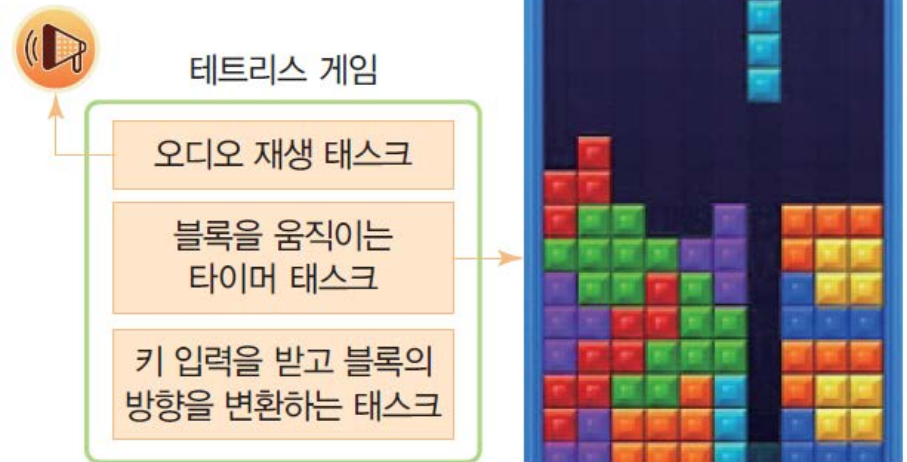 테트리스 게임
오디오 재생 태스크
블록을 움직이는
타이머 태스크
키 입력을 받고 블록의
방향을 변환하는 태스크